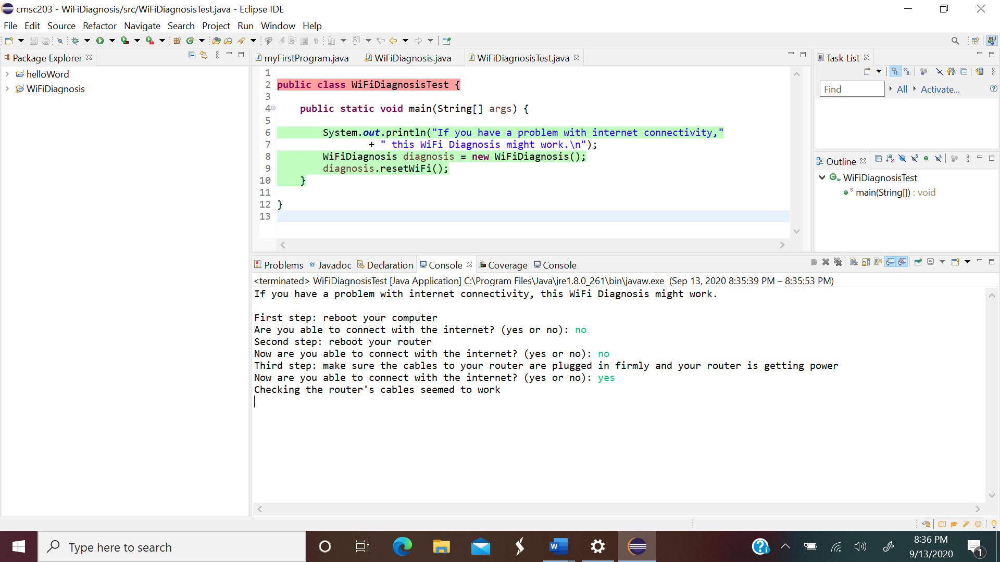 cmsc203 - WiFiDiagnosis/src/WiFiDiagnosisTest.java - Eclipse IDE
File Edit Source Refactor Navigate Search Project Run Window Help
Package Explorer
helloWord
WiFiDiagnosis
myFirstProgram.java WiFiDiagnosis.java WiFiDiagnosisTest.java
1
2 public class WiFiDiagnosisTest {
3
4 public static void main(String[] args) {
5
6 System.out.println("If you have a problem with internet connectivity,"
7 + " this WiFi Diagnosis might work.\n");
8 WiFiDiagnosis diagnosis = new WiFiDiagnosis();
9 diagnosis.resetWiFi();
10 }
11
12 }
13
Task List
Find All Activate...
Outline
WiFiDiagnosisTest
main(String[]) : void
Problems Javadoc Declaration Console Coverage Console
<terminated> WiFiDiagnosisTest [Java Application] C:\Program Files\Java\jre1.8.0_261\bin\javaw.exe (Sep 13, 2020 8:35:39 PM – 8:35:53 PM)
If you have a problem with internet connectivity, this WiFi Diagnosis might work.
First step: reboot your computer
Are you able to connect with the internet? (yes or no): no
Second step: reboot your router
Now are you able to connect with the internet? (yes or no): no
Third step: make sure the cables to your router are plugged in firmly and your router is getting power
Now are you able to connect with the internet? (yes or no): yes
Checking the router's cables seemed to work
Type here to search
8:36 PM
9/13/2020
1